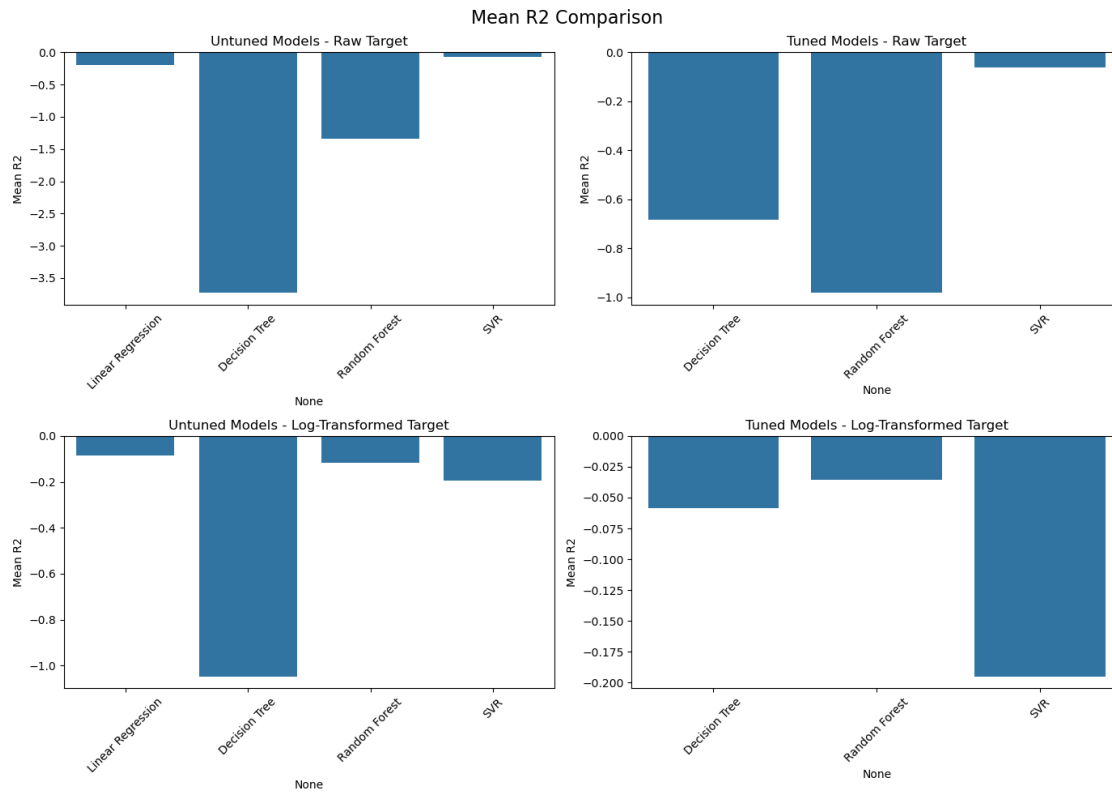 Mean R2 Comparison
Untuned Models - Raw Target
0.0
−0.5
−1.0
−1.5
−2.0
−2.5
−3.0
−3.5
Mean R2
Linear Regression
Decision Tree
Random Forest
SVR
None
Tuned Models - Raw Target
0.0
−0.2
−0.4
−0.6
−0.8
−1.0
Mean R2
Decision Tree
Random Forest
SVR
None
Untuned Models - Log-Transformed Target
0.0
−0.2
−0.4
−0.6
−0.8
−1.0
Mean R2
Linear Regression
Decision Tree
Random Forest
SVR
None
Tuned Models - Log-Transformed Target
0.000
−0.025
−0.050
−0.075
−0.100
−0.125
−0.150
−0.175
−0.200
Mean R2
Decision Tree
Random Forest
SVR
None